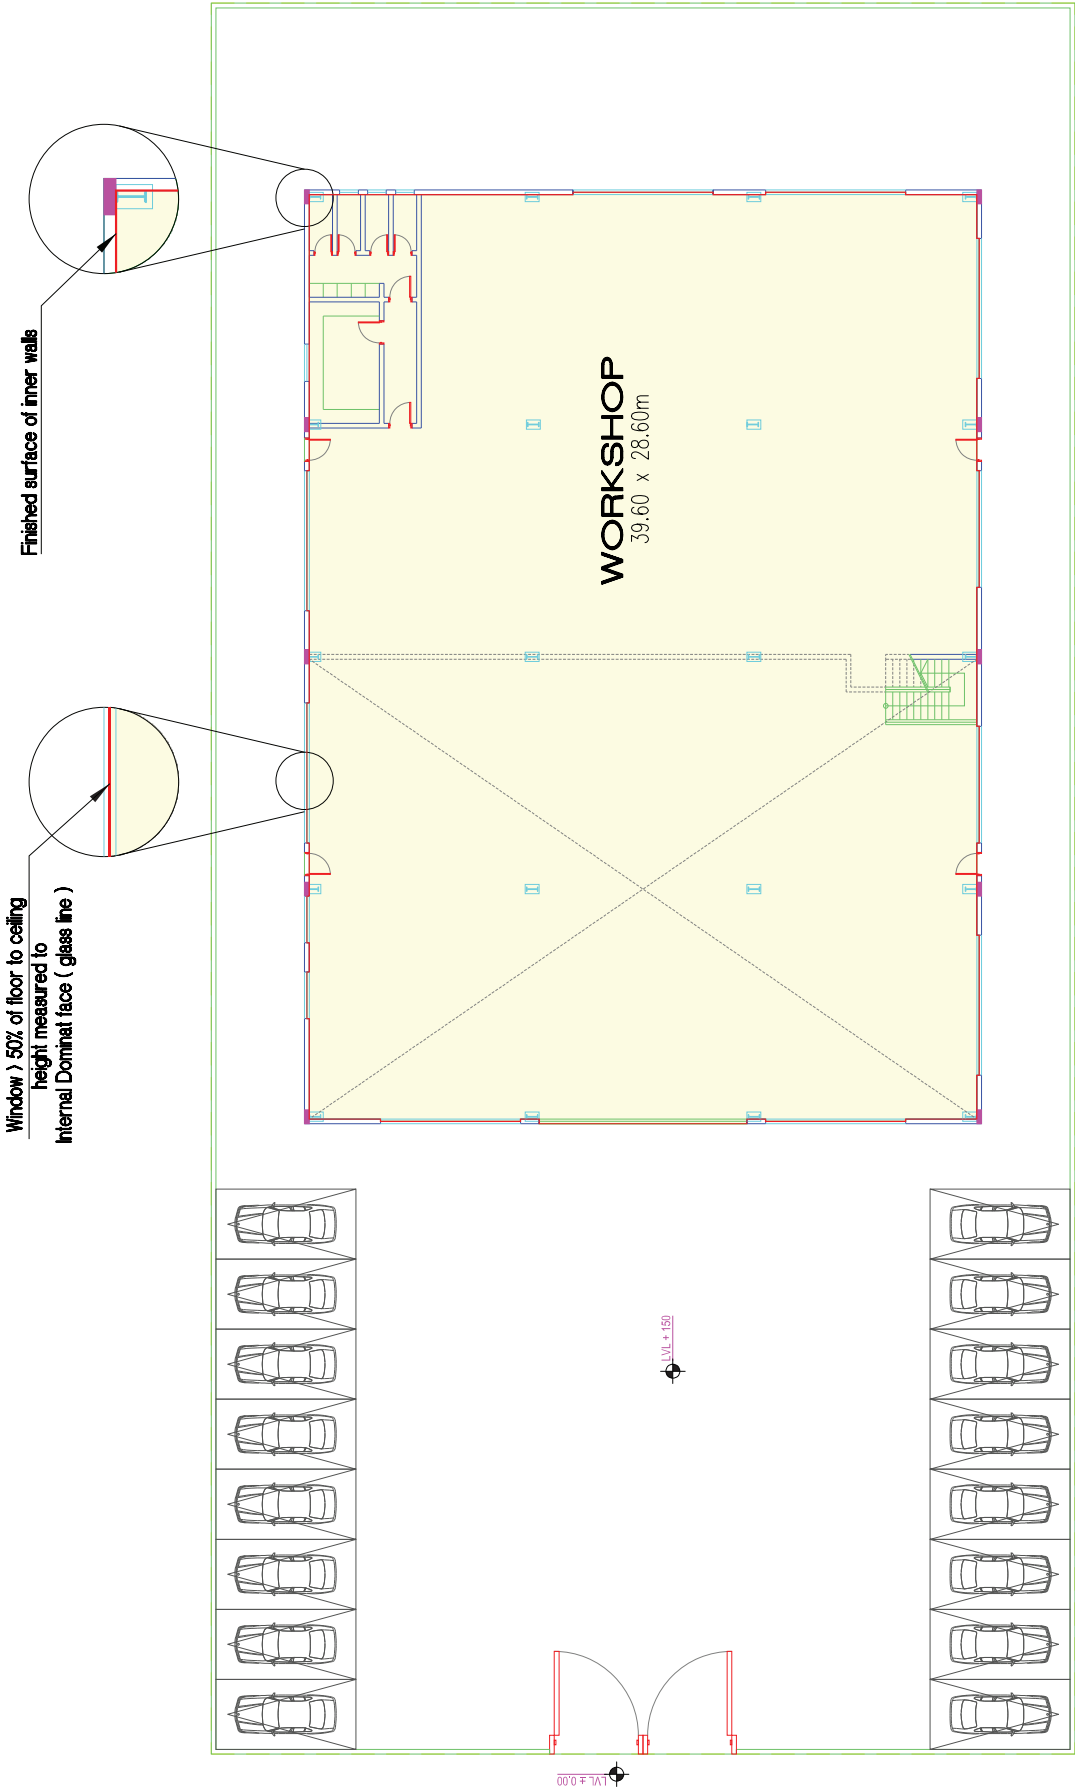 Finished surface of inner walls
Window > 50% of floor to ceiling
height measured to
Internal Dominat face ( glass line )
WORKSHOP
39.60 x 28.60m
LVL + 150
LVL ± 0.00